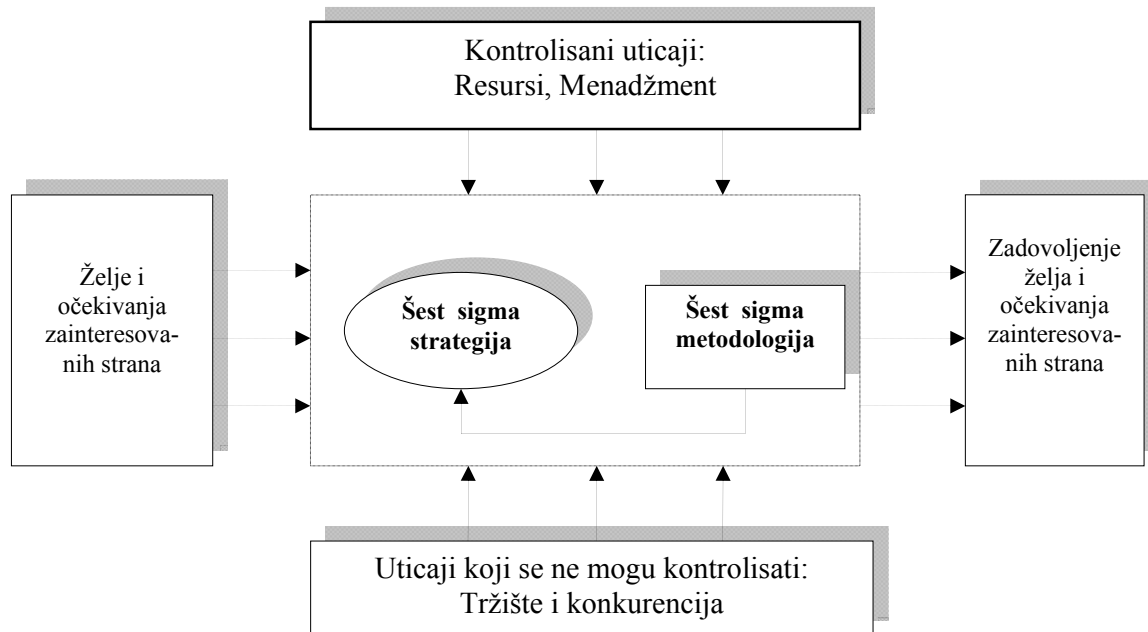 Kontrolisani uticaji:
Resursi, Menadžment
Želje i
očekivanja
zainteresova-
nih strana
Šest  sigma
strategija
Šest  sigma
metodologija
Zadovoljenje
želja i
očekivanja
zainteresova-
nih strana
Uticaji koji se ne mogu kontrolisati:
Tržište i konkurencija